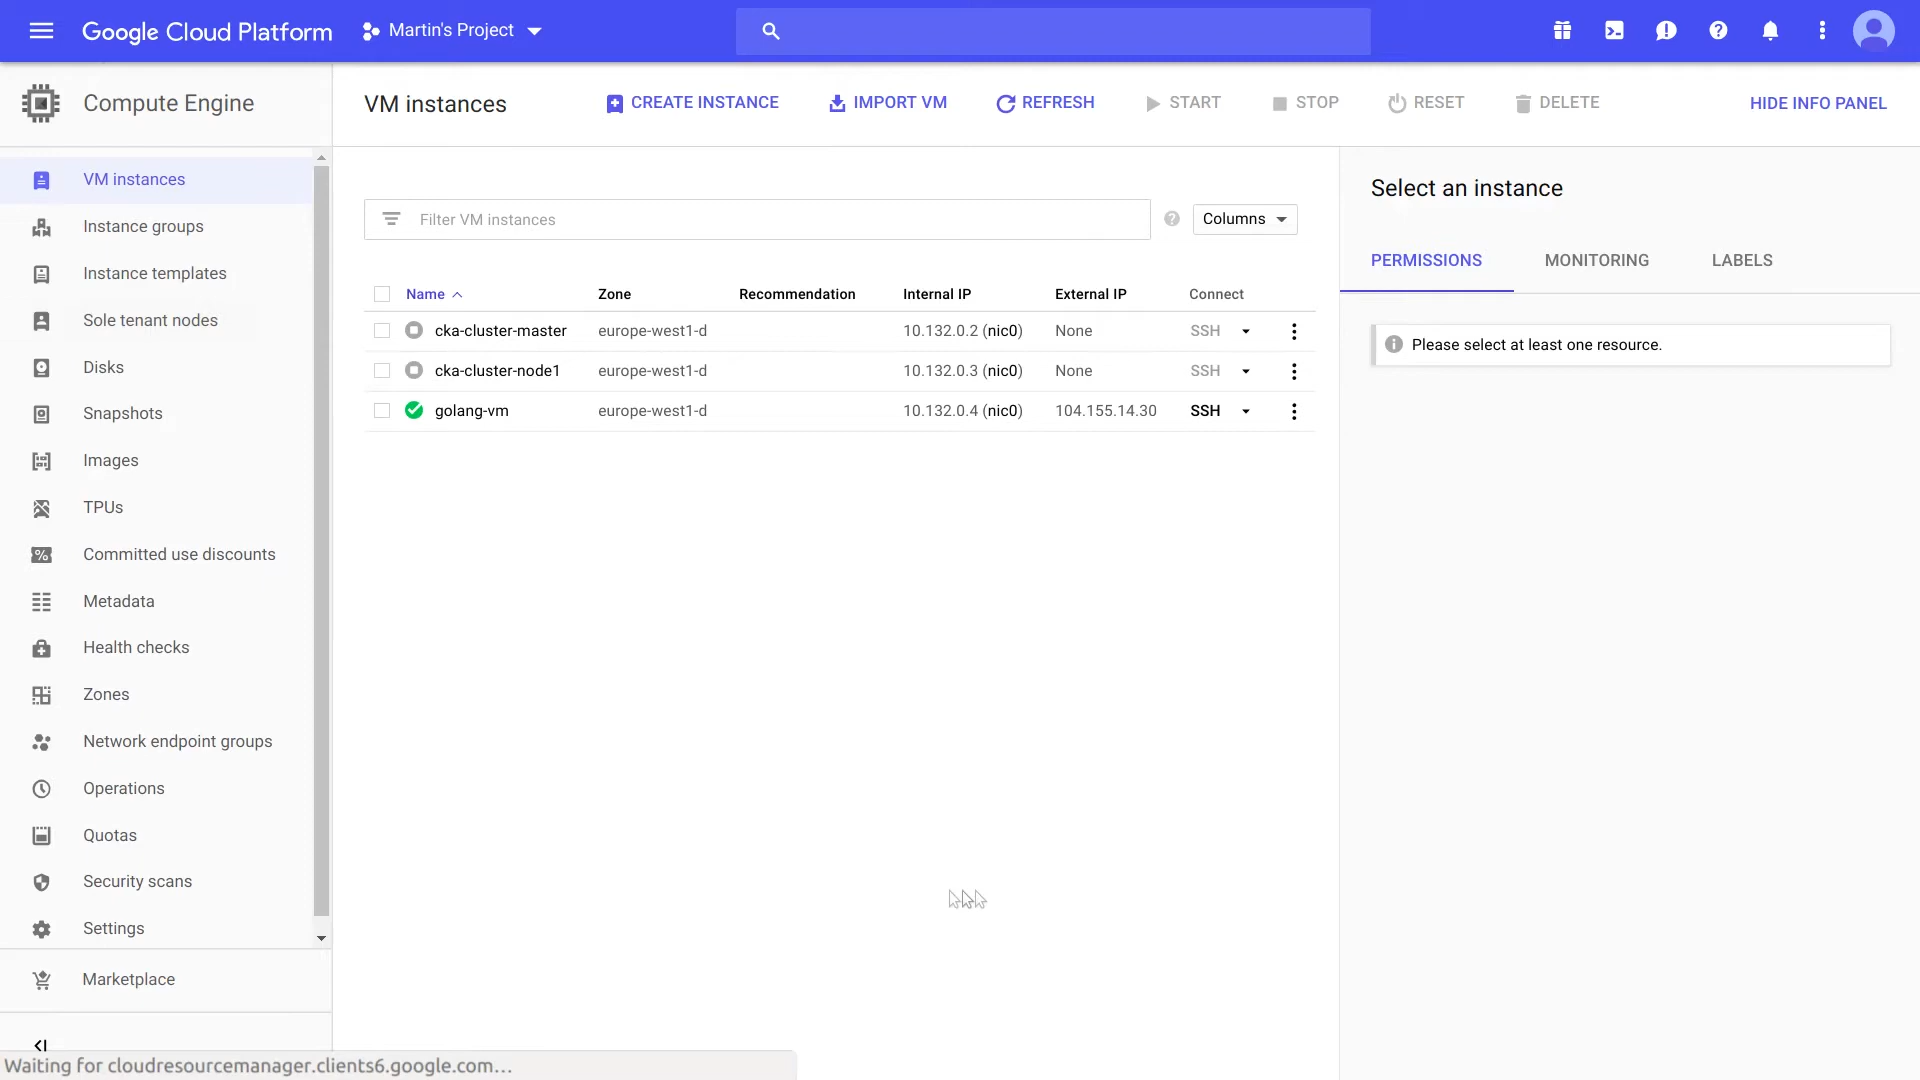 Google Cloud Platform
Martin's Project
Compute Engine
VM instances
CREATE INSTANCE
IMPORT VM
REFRESH
START
STOP
RESET
DELETE
HIDE INFO PANEL
VM instances
Instance groups
Instance templates
Sole tenant nodes
Disks
Snapshots
Images
TPUs
Committed use discounts
Metadata
Health checks
Zones
Network endpoint groups
Operations
Quotas
Security scans
Settings
Marketplace
Filter VM instances
Columns
Name Zone Recommendation Internal IP External IP Connect
cka-cluster-master europe-west1-d 10.132.0.2 (nic0) None SSH
cka-cluster-node1 europe-west1-d 10.132.0.3 (nic0) None SSH
golang-vm europe-west1-d 10.132.0.4 (nic0) 104.155.14.30 SSH
Select an instance
PERMISSIONS MONITORING LABELS
Please select at least one resource.
Waiting for cloudresourcemanager.clients6.google.com...